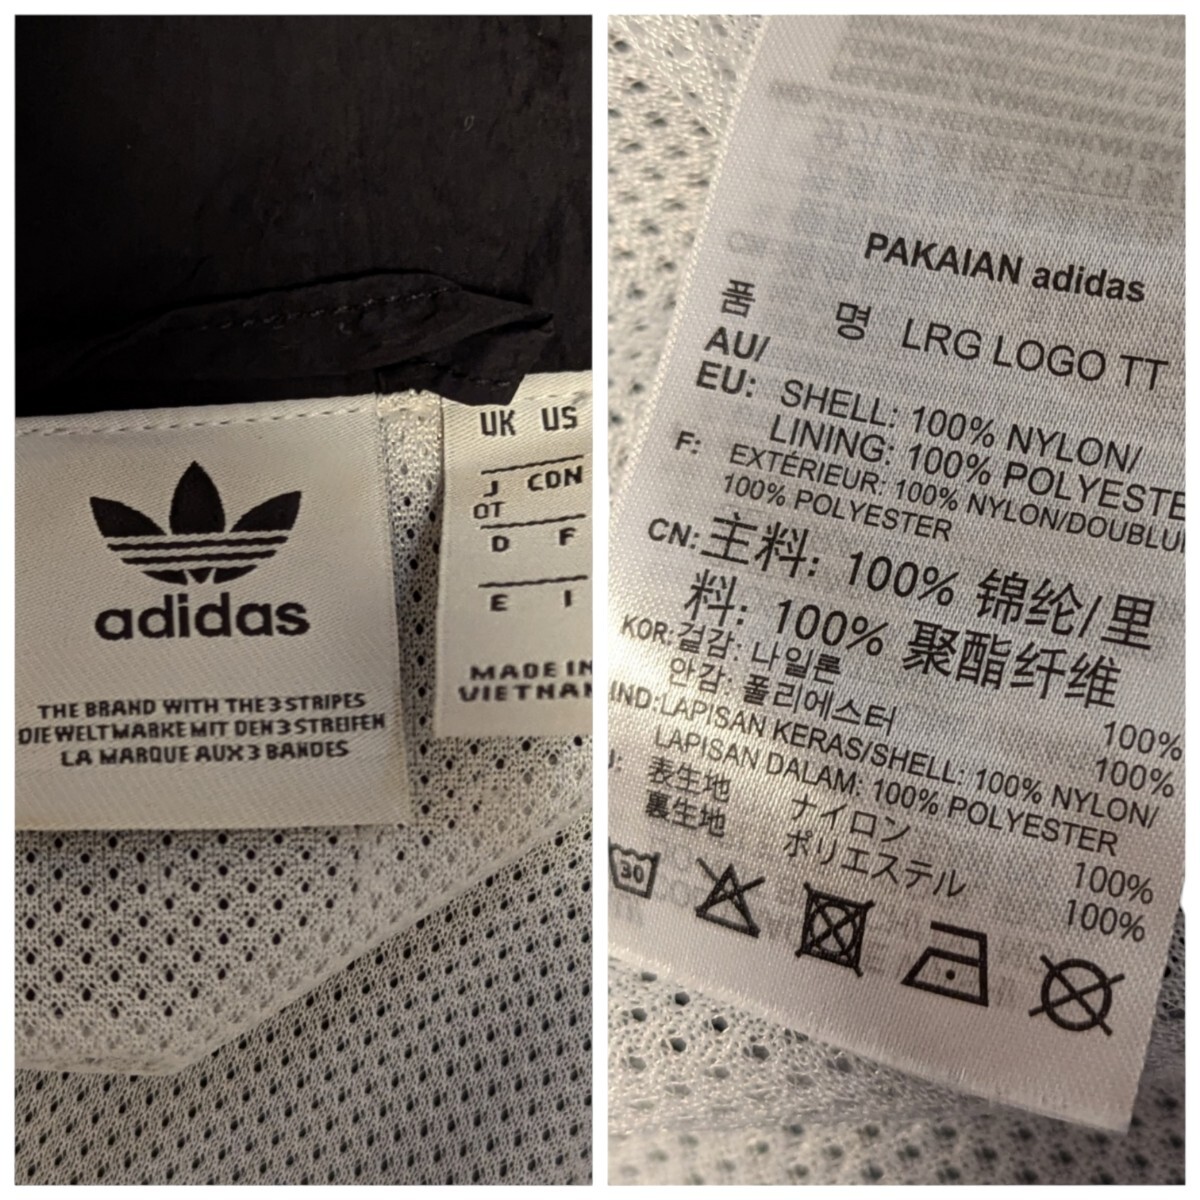 adidas
THE BRAND WITH THE 3 STRIPES
DIE WELTMARKE MIT DEN 3 STREIFEN
LA MARQUE AUX 3 BANDES
UK US
J CDN
OT
D F
E I
MADE IN
VIETNA
PAKAIAN adidas
품 명 LRG LOGO TT
AU/
EU: SHELL: 100% NYLON/
LINING: 100% POLYESTE
F: EXTÉRIEUR: 100% NYLON/DOUBLU
100% POLYESTER
CN: 主料: 100% 锦纶/里
料: 100% 聚酯纤维
KOR: 겉감: 나일론 100%
안감: 폴리에스터 100%
IND: LAPISAN KERAS/SHELL: 100% NYLON/
LAPISAN DALAM: 100% POLYESTER
表生地 ナイロン 100%
裏生地 ポリエステル 100%
30